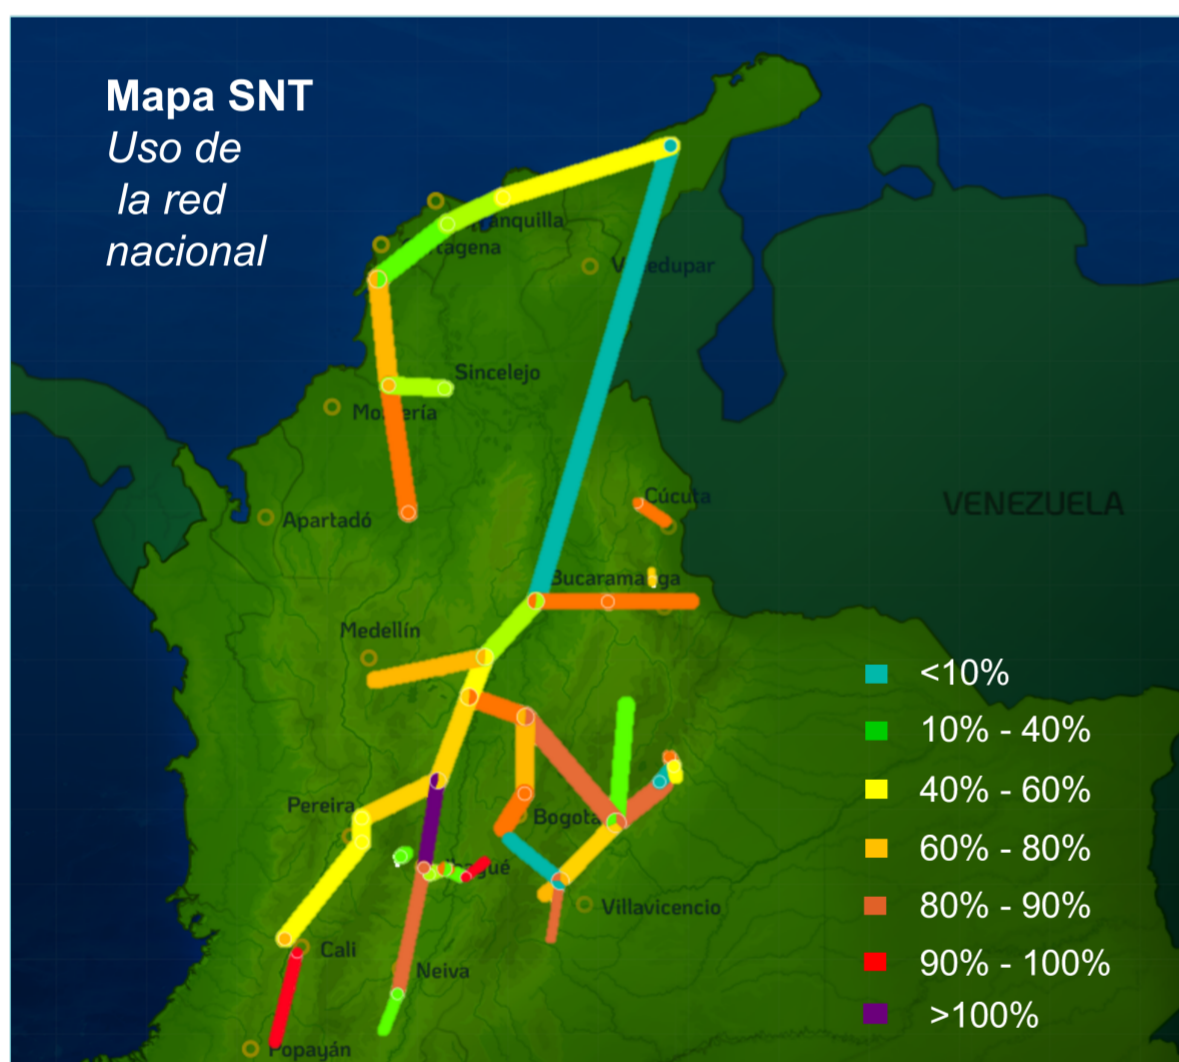 Mapa SNT
Uso de
la red
nacional
Sincelejo
Apartadó
Cúcuta
VENEZUELA
Medellín
<10%
10% - 40%
40% - 60%
Pereira
Bogotá
60% - 80%
Villavicencio
80% - 90%
Cali
Neiva
90% - 100%
>100%
Popayán